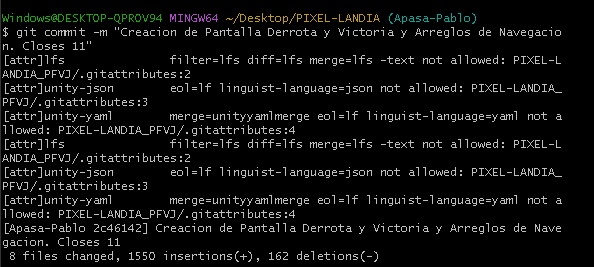 Windows@DESKTOP-QPROV94 MINGW64 ~/Desktop/PIXEL-LANDIA (Apasa-Pablo)
$ git commit -m "Creacion de Pantalla Derrota y Victoria y Arreglos de Navegacio
n. Closes 11"
[attr]lfs             filter=lfs diff=lfs merge=lfs -text not allowed: PIXEL-L
ANDIA_PFVJ/.gitattributes:2
[attr]unity-json      eol=lf linguist-language=json not allowed: PIXEL-LANDIA_
PFVJ/.gitattributes:3
[attr]unity-yaml      merge=unityyamlmerge eol=lf linguist-language=yaml not a
llowed: PIXEL-LANDIA_PFVJ/.gitattributes:4
[attr]lfs             filter=lfs diff=lfs merge=lfs -text not allowed: PIXEL-L
ANDIA_PFVJ/.gitattributes:2
[attr]unity-json      eol=lf linguist-language=json not allowed: PIXEL-LANDIA_
PFVJ/.gitattributes:3
[attr]unity-yaml      merge=unityyamlmerge eol=lf linguist-language=yaml not a
llowed: PIXEL-LANDIA_PFVJ/.gitattributes:4
[Apasa-Pablo 2c46142] Creacion de Pantalla Derrota y Victoria y Arreglos de Nave
gacion. Closes 11
 8 files changed, 1550 insertions(+), 162 deletions(-)